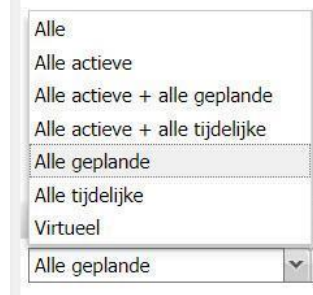 Alle
Alle actieve
Alle actieve + alle geplande
Alle actieve + alle tijdelijke
Alle geplande
Alle tijdelijke
Virtueel
Alle geplande